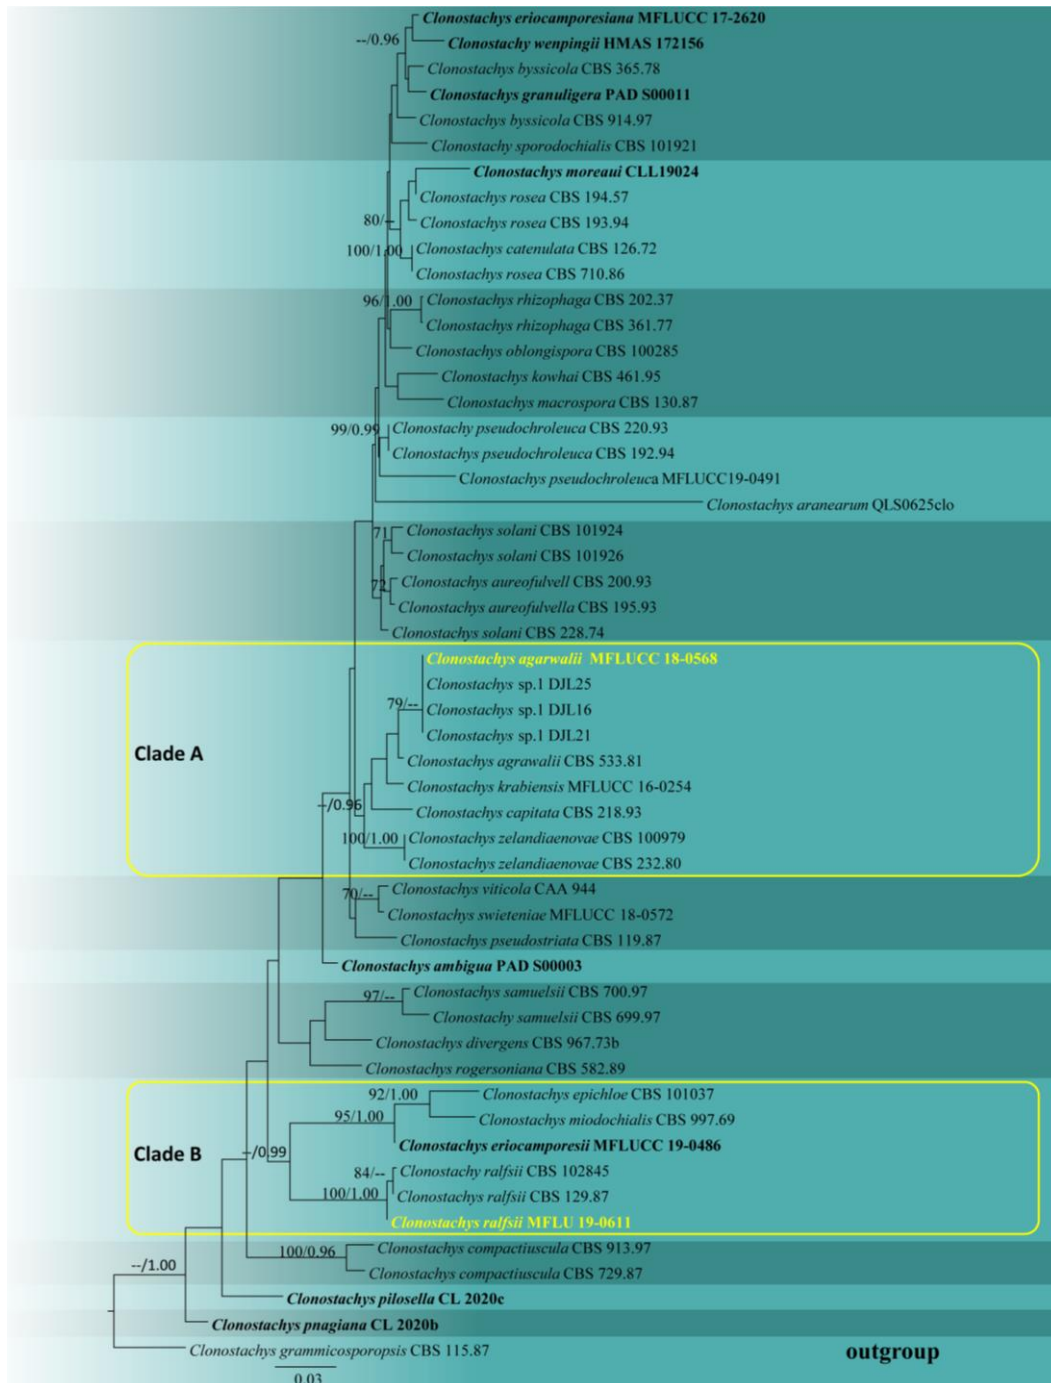 Clonostachys eriocamporesiana MFLUCC 17-2620
--/0.96
Clonostachy wenpingii HMAS 172156
Clonostachys byssicola CBS 365.78
Clonostachys granuligera PAD S00011
Clonostachys byssicola CBS 914.97
Clonostachy sporodochialis CBS 101921
Clonostachys moreaui CLL19024
Clonostachys rosea CBS 194.57
80/--
Clonostachys rosea CBS 193.94
100/1.00
Clonostachys catenulata CBS 126.72
Clonostachys rosea CBS 710.86
96/1.00
Clonostachys rhizophaga CBS 202.37
Clonostachys rhizophaga CBS 361.77
Clonostachys oblongispora CBS 100285
Clonostachys kowhai CBS 461.95
Clonostachys macrospora CBS 130.87
99/0.99
Clonostachy pseudochroleuca CBS 220.93
Clonostachys pseudochroleuca CBS 192.94
Clonostachys pseudochroleuca MFLUCC19-0491
Clonostachys aranearum QLS0625clo
71
Clonostachys solani CBS 101924
Clonostachys solani CBS 101926
72
Clonostachys aureofulvell CBS 200.93
Clonostachys aureofulvella CBS 195.93
Clonostachys solani CBS 228.74
Clonostachys agarwalii MFLUCC 18-0568
Clonostachys sp.1 DJL25
79/--
Clonostachys sp.1 DJL16
Clonostachys sp.1 DJL21
Clade A
Clonostachys agrawalii CBS 533.81
Clonostachys krabiensis MFLUCC 16-0254
--/0.96
Clonostachys capitata CBS 218.93
100/1.00
Clonostachys zelandiaenovae CBS 100979
Clonostachys zelandiaenovae CBS 232.80
70/--
Clonostachys viticola CAA 944
Clonostachys swieteniae MFLUCC 18-0572
Clonostachys pseudostriata CBS 119.87
Clonostachys ambigua PAD S00003
97/--
Clonostachys samuelsii CBS 700.97
Clonostachy samuelsii CBS 699.97
Clonostachys divergens CBS 967.73b
Clonostachys rogersoniana CBS 582.89
92/1.00
Clonostachys epichloe CBS 101037
95/1.00
Clonostachys miodochialis CBS 997.69
Clonostachys eriocamporesii MFLUCC 19-0486
Clade B
--/0.99
84/--
Clonostachy ralfsii CBS 102845
100/1.00
Clonostachys ralfsii CBS 129.87
Clonostachys ralfsii MFLU 19-0611
100/0.96
Clonostachys compactiuscula CBS 913.97
--/1.00
Clonostachys compactiuscula CBS 729.87
Clonostachys pilosella CL 2020c
Clonostachys pnagiana CL 2020b
Clonostachys grammicosporopsis CBS 115.87
outgroup
0.03